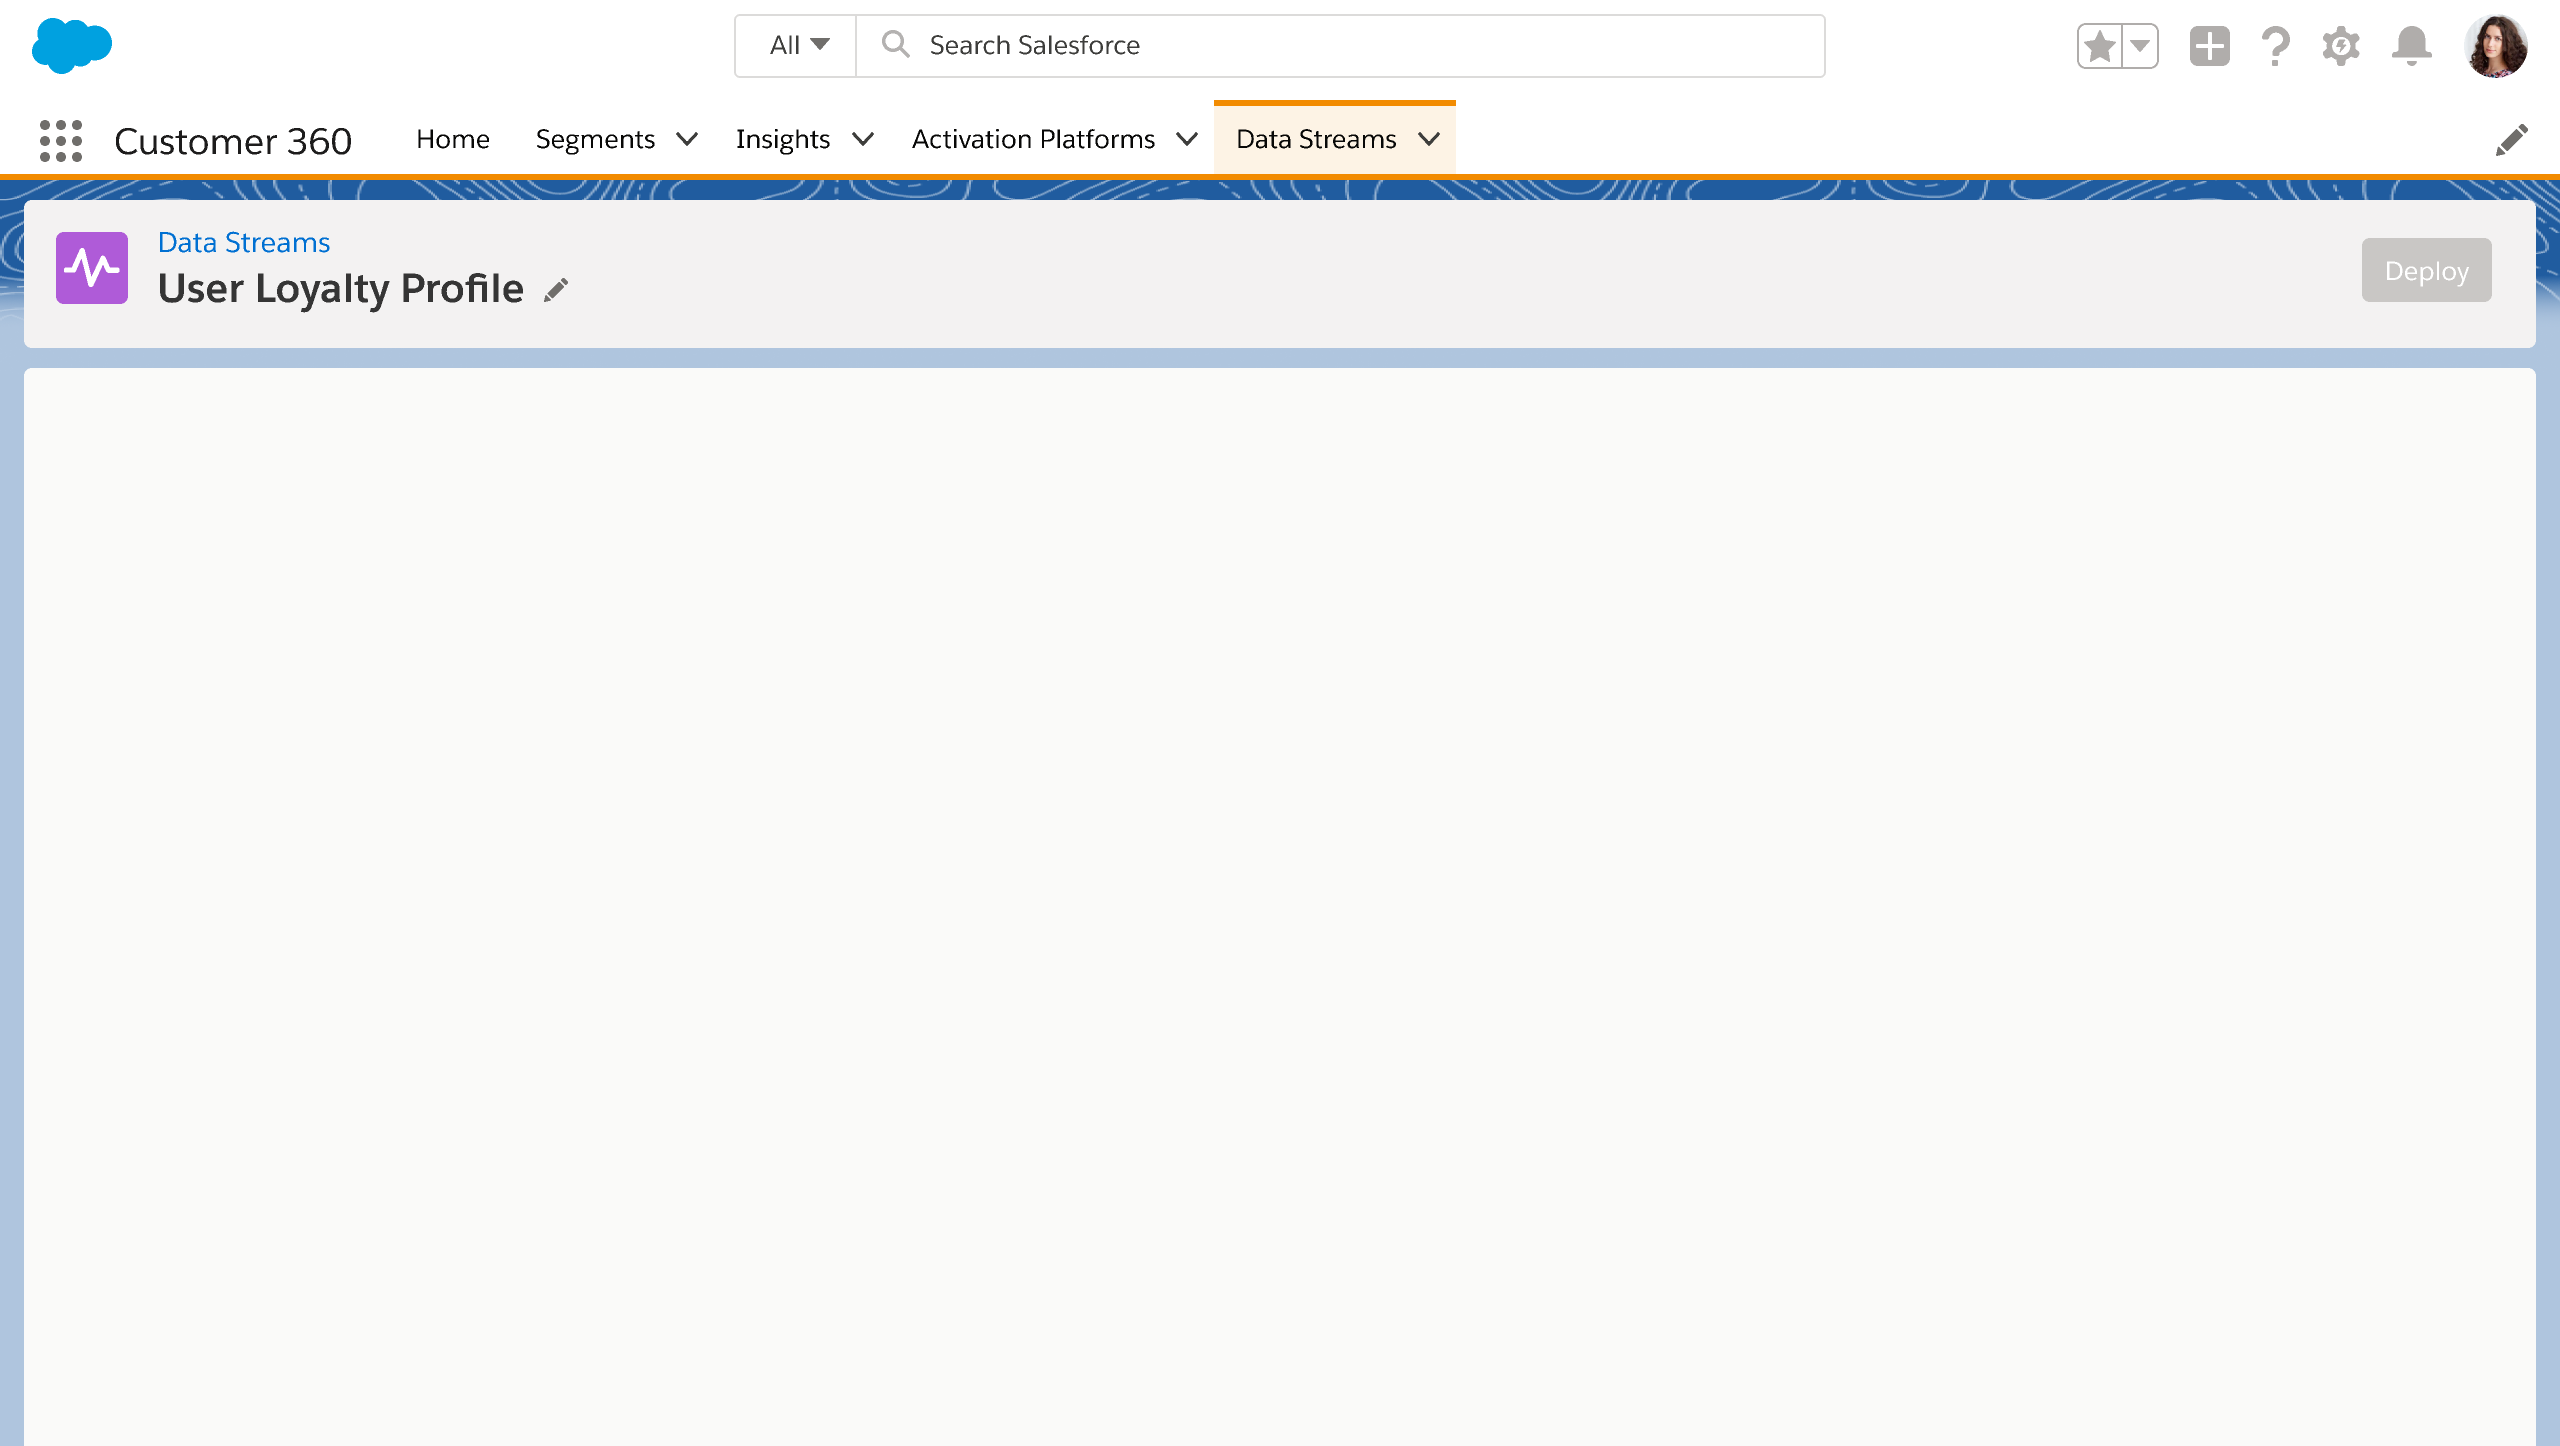 All
Search Salesforce
Customer 360
Home
Segments
Insights
Activation Platforms
Data Streams
Data Streams
User Loyalty Profile
Deploy